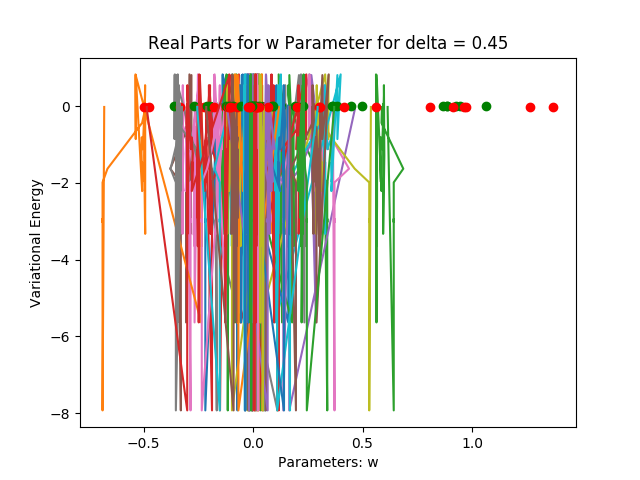 Real Parts for w Parameter for delta = 0.45
Variational Energy
0
−2
−4
−6
−8
−0.5 0.0 0.5 1.0
Parameters: w